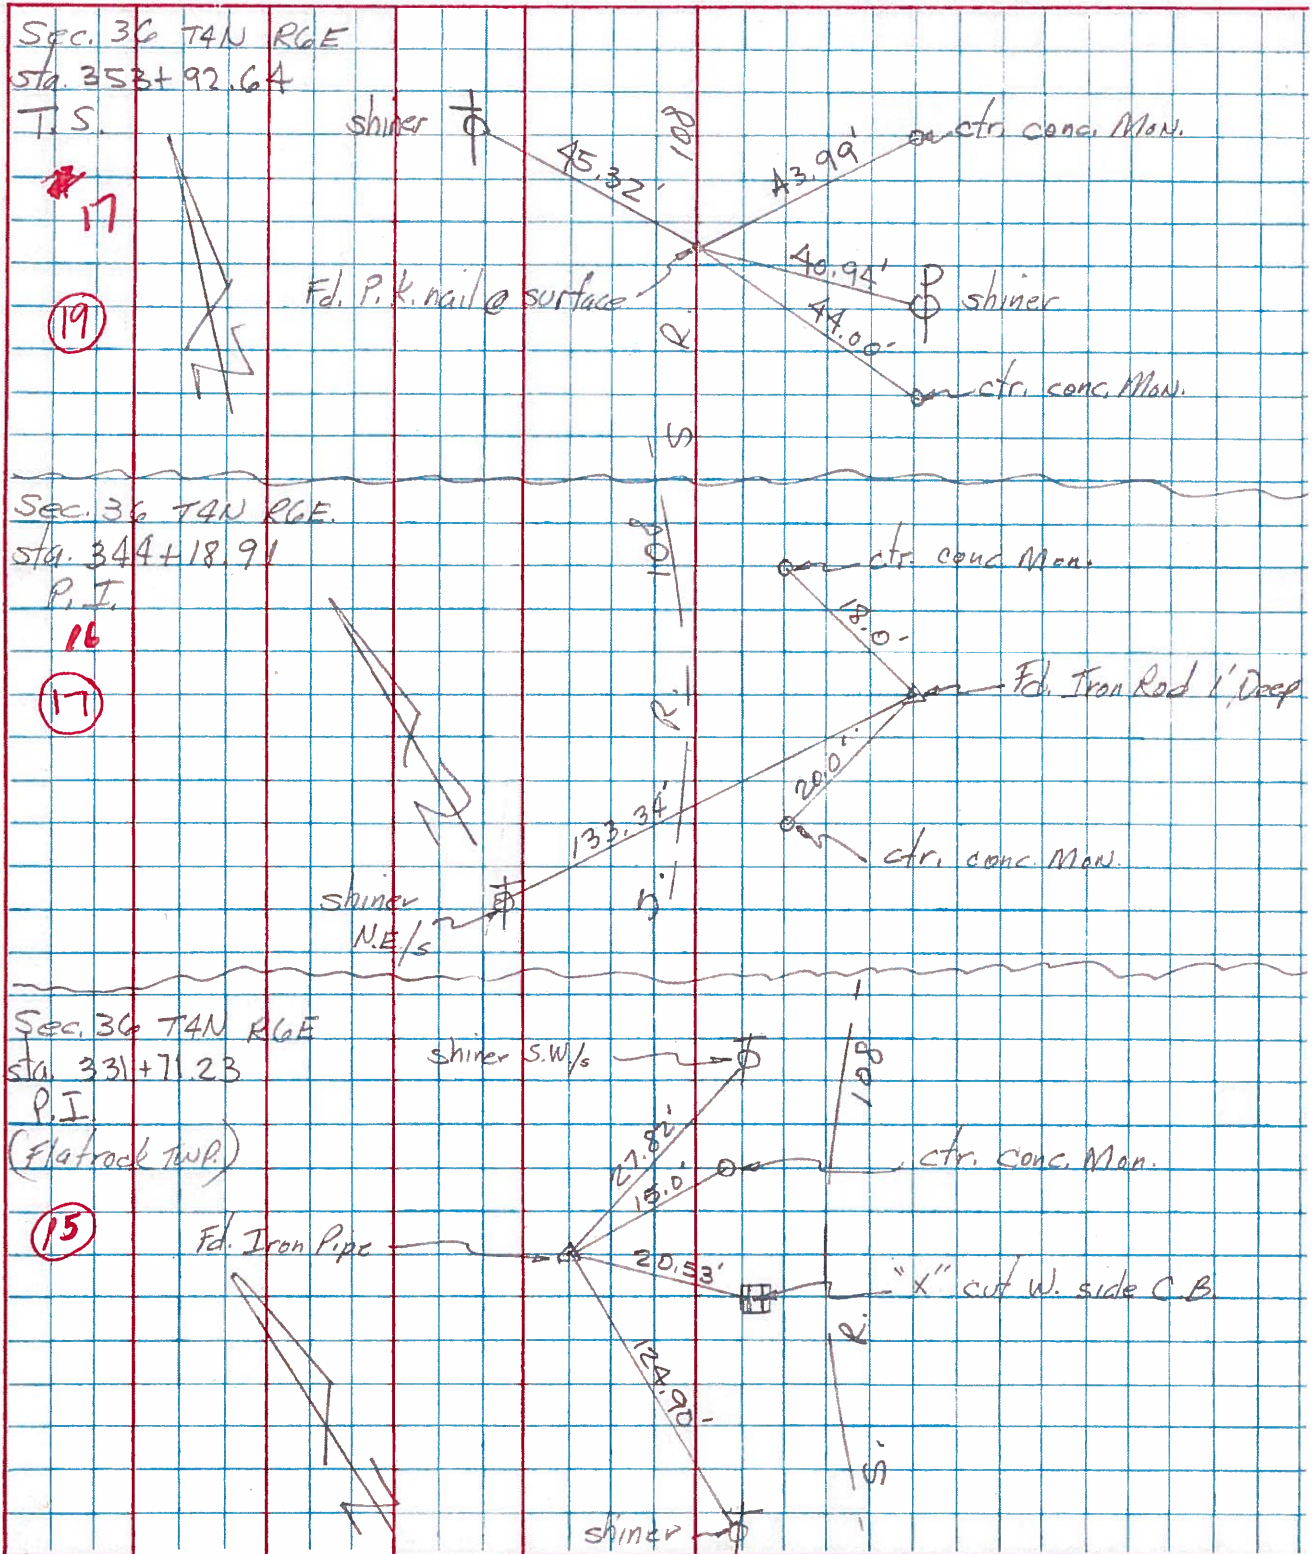 Sec. 36 T4N R6E
sta. 353+92.64
T.S.
17
19
shiner
45.32'
108
43.99'
ctr. conc. Mon.
Fd. P.K. nail @ surface
40.94'
P
shiner
44.00'
ctr. conc. Mon.
S. R.
N
Sec. 36 T4N R6E.
sta. 344+18.91
P.I.
16
17
108
ctr. conc. Mon.
18.0'
Fd. Iron Rod 1' Deep
S. R.
20.0'
133.34'
ctr. conc. Mon.
shiner
N.E/s
N
Sec. 36 T4N R6E
sta. 331+71.23
P.I.
(Flatrock Twp.)
15
shiner S.W./s
108
27.82'
15.0'
ctr. conc. Mon.
Fd. Iron Pipe
20.53'
"X" cut W. side C.B.
S. R.
124.90'
N
shiner